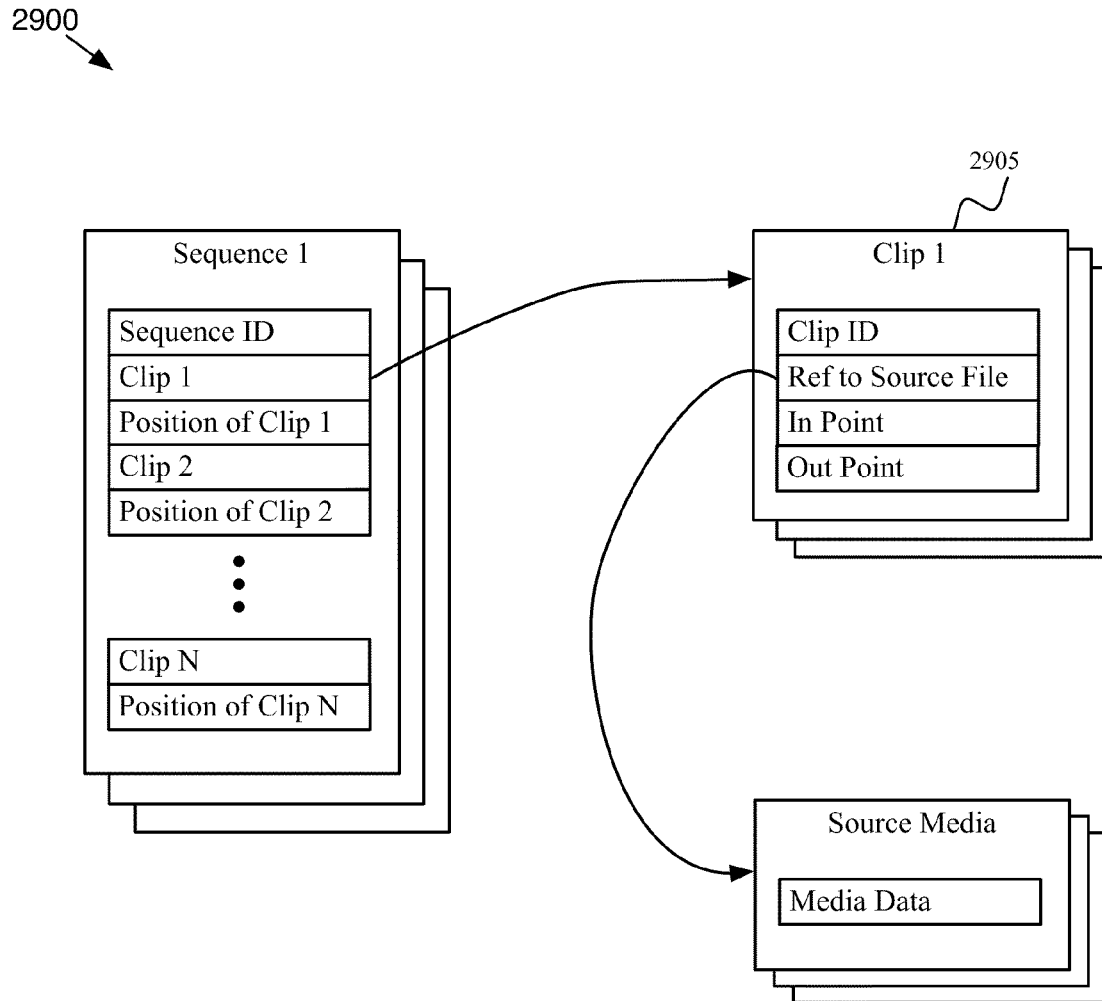 2900
2905
Sequence 1
Sequence ID
Clip 1
Position of Clip 1
Clip 2
Position of Clip 2
Clip N
Position of Clip N
Clip 1
Clip ID
Ref to Source File
In Point
Out Point
Source Media
Media Data